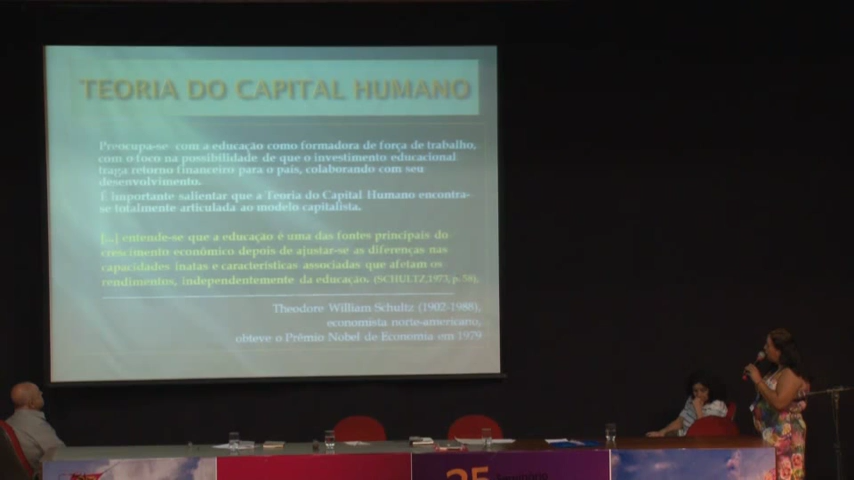 TEORIA DO CAPITAL HUMANO
Preocupa-se com a educação como formadora de força de trabalho,
com o foco na possibilidade de que o investimento educacional
traga retorno financeiro para o país, colaborando com seu
desenvolvimento.
É importante salientar que a Teoria do Capital Humano encontra-
se totalmente articulada ao modelo capitalista.
[...] entende-se que a educação é uma das fontes principais do
crescimento econômico depois de ajustar-se as diferenças nas
capacidades inatas e características associadas que afetam os
rendimentos, independentemente da educação. (SCHULTZ,1973, p.58).
Theodore William Schultz (1902-1988),
economista norte-americano,
obteve o Prêmio Nobel de Economia em 1979
25 Seminário